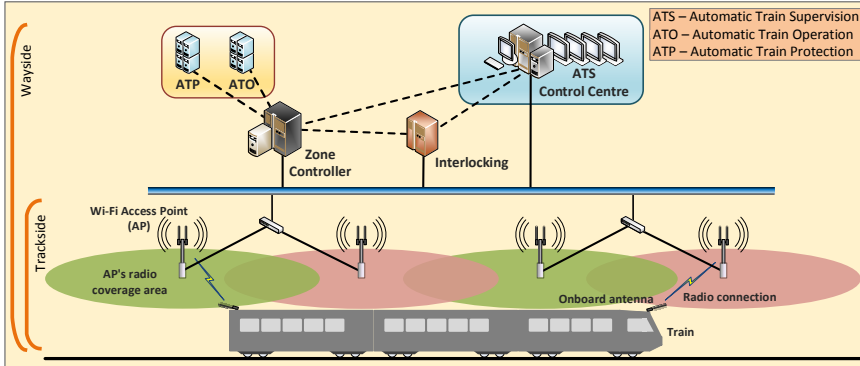 ATS – Automatic Train Supervision
ATO – Automatic Train Operation
ATP – Automatic Train Protection
Wayside
ATP
ATO
ATS
Control Centre
Zone
Controller
Interlocking
Trackside
Wi-Fi Access Point
(AP)
AP's radio
coverage area
Onboard antenna
Radio connection
Train